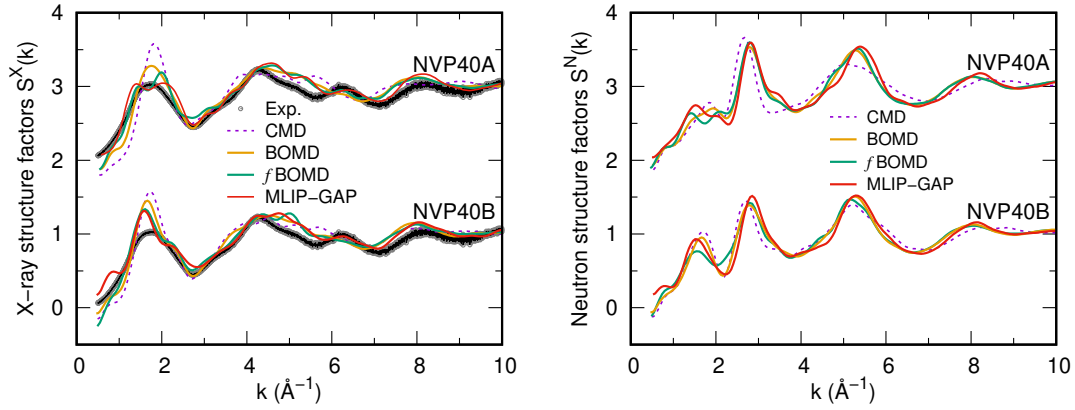 X-ray structure factors S^X(k)
4
3
2
1
0
NVP40A
Exp.
CMD
BOMD
fBOMD
MLIP-GAP
NVP40B
0 2 4 6 8 10
k (Å⁻¹)
Neutron structure factors S^N(k)
4
3
2
1
0
NVP40A
CMD
BOMD
fBOMD
MLIP-GAP
NVP40B
0 2 4 6 8 10
k (Å⁻¹)